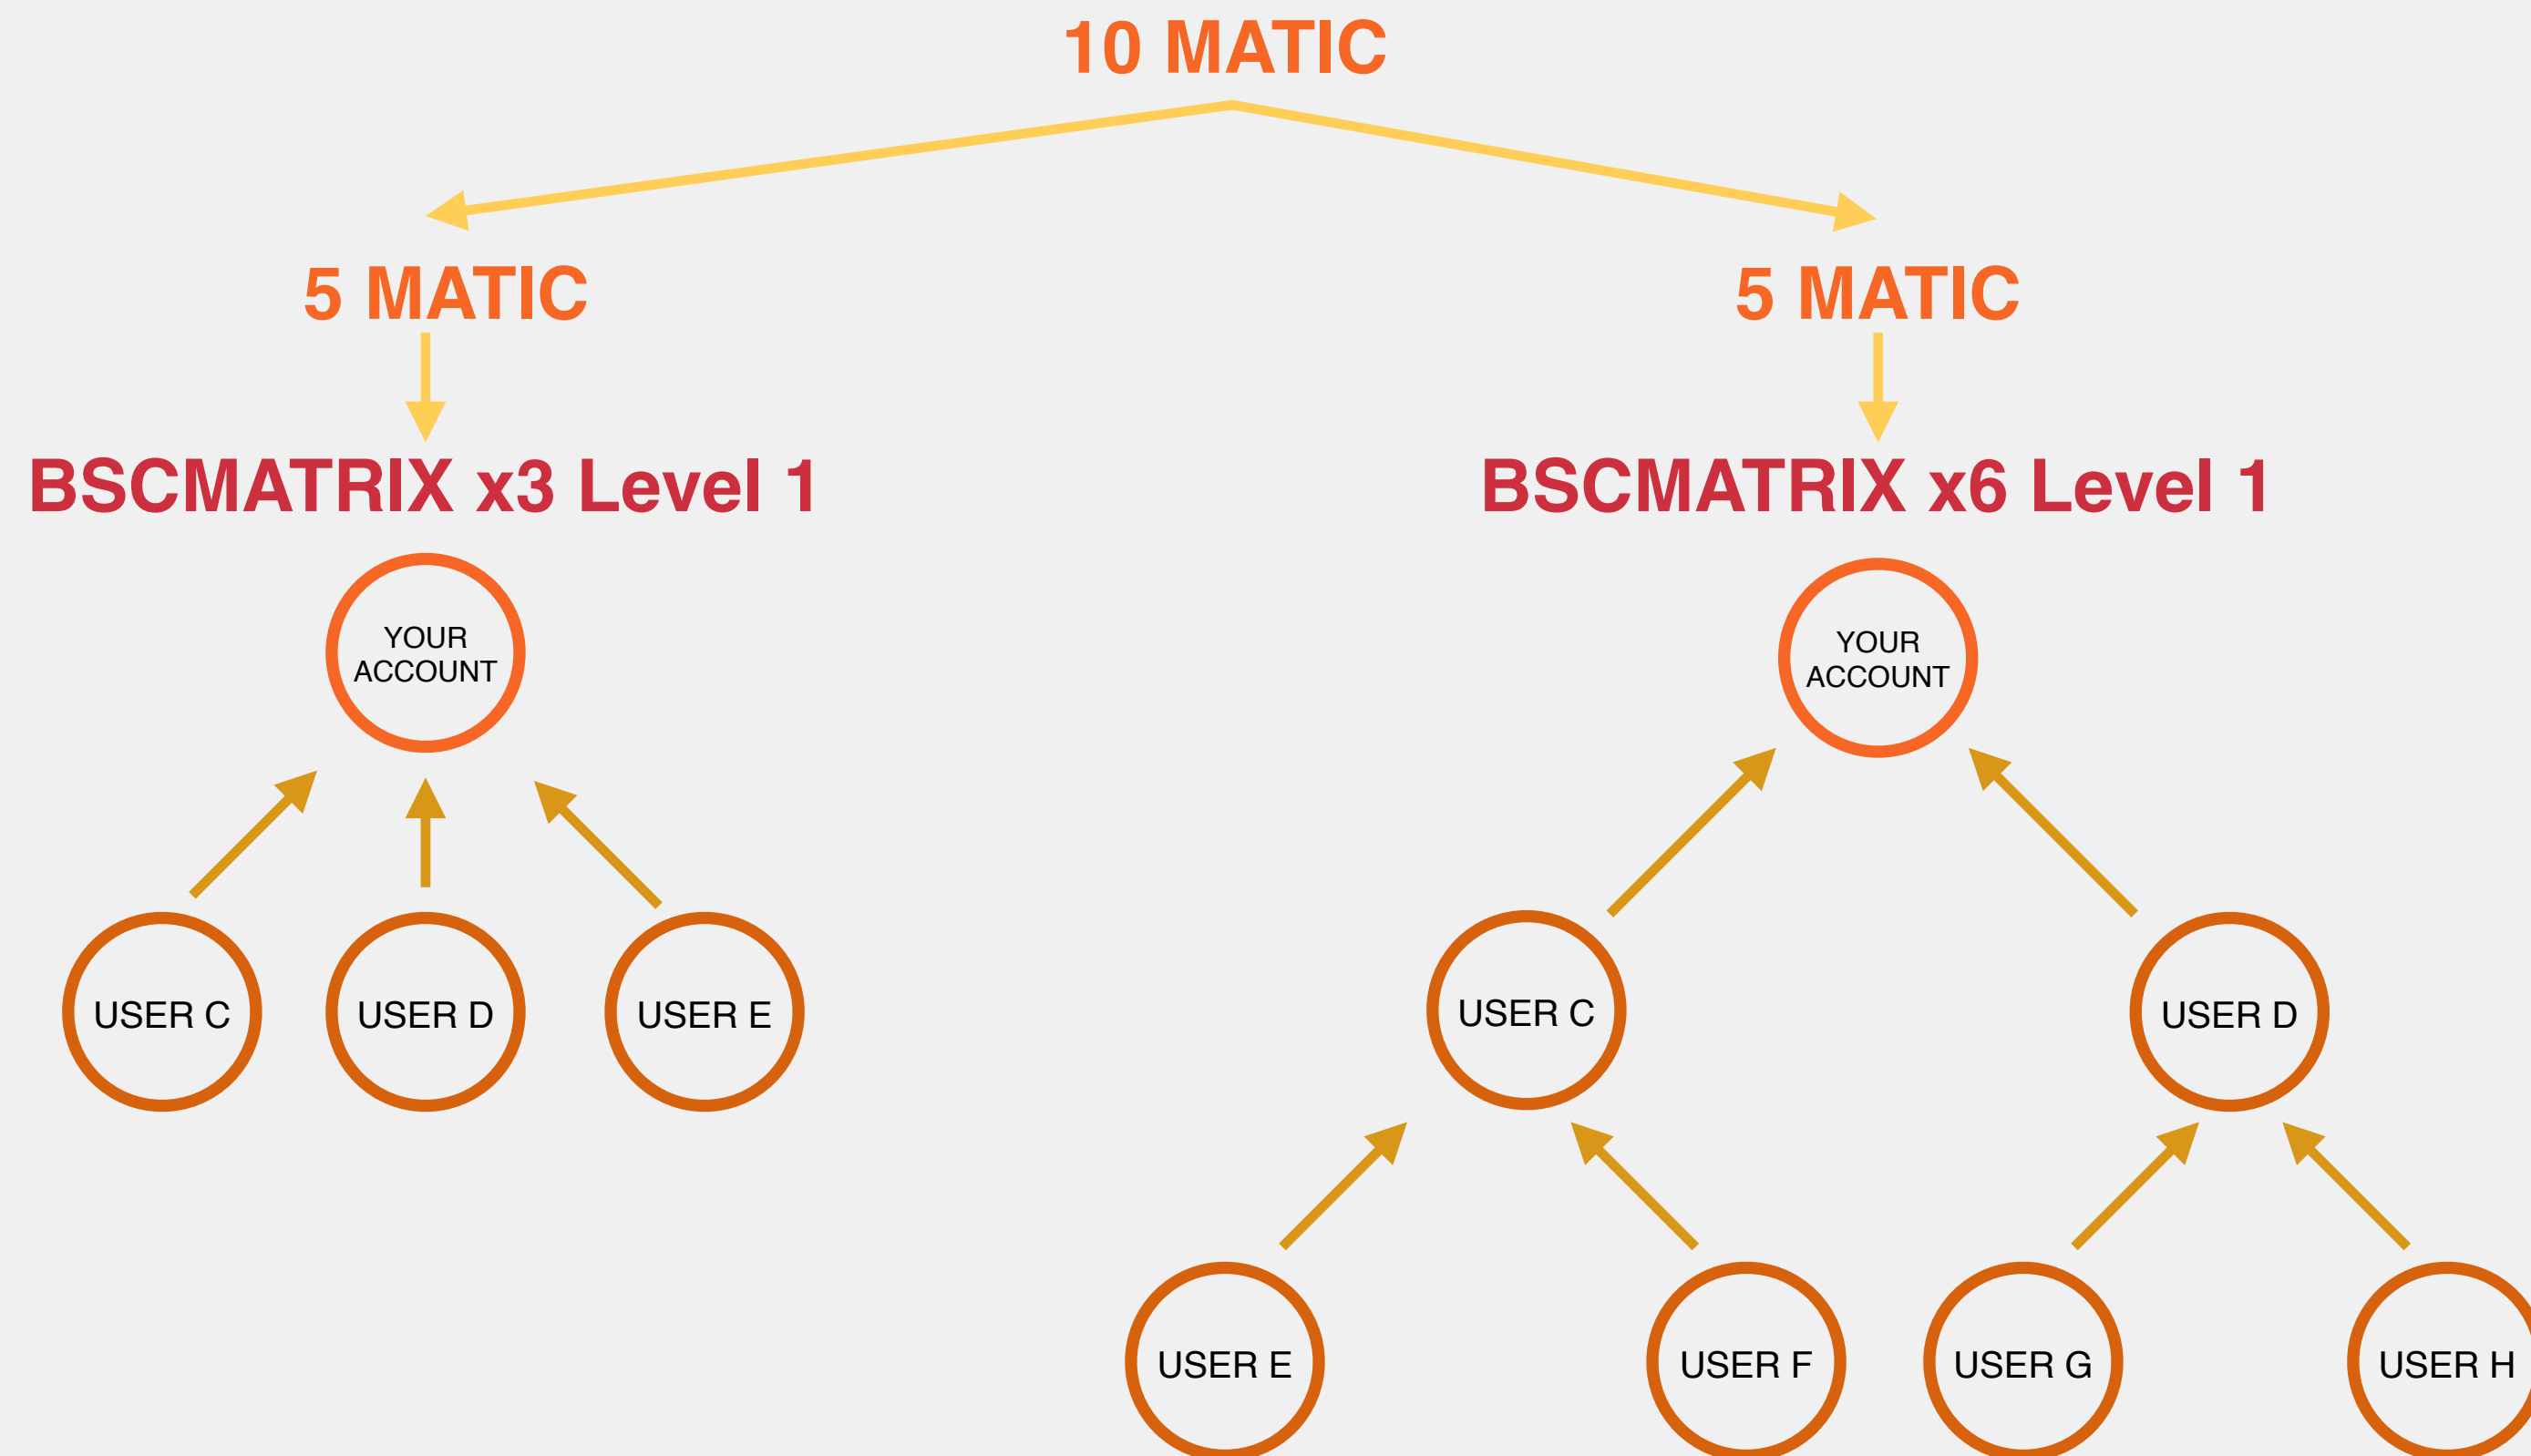 10 MATIC
5 MATIC
5 MATIC
BSCMATRIX x3 Level 1
BSCMATRIX x6 Level 1
YOUR
ACCOUNT
YOUR
ACCOUNT
USER C
USER D
USER E
USER C
USER D
USER E
USER F
USER G
USER H